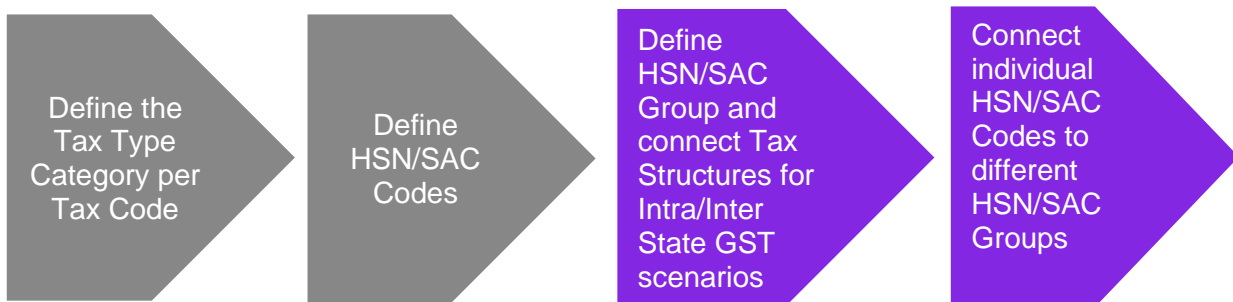 Define the
Tax Type
Category per
Tax Code
Define
HSN/SAC
Codes
Define
HSN/SAC
Group and
connect Tax
Structures for
Intra/Inter
State GST
scenarios
Connect
individual
HSN/SAC
Codes to
different
HSN/SAC
Groups